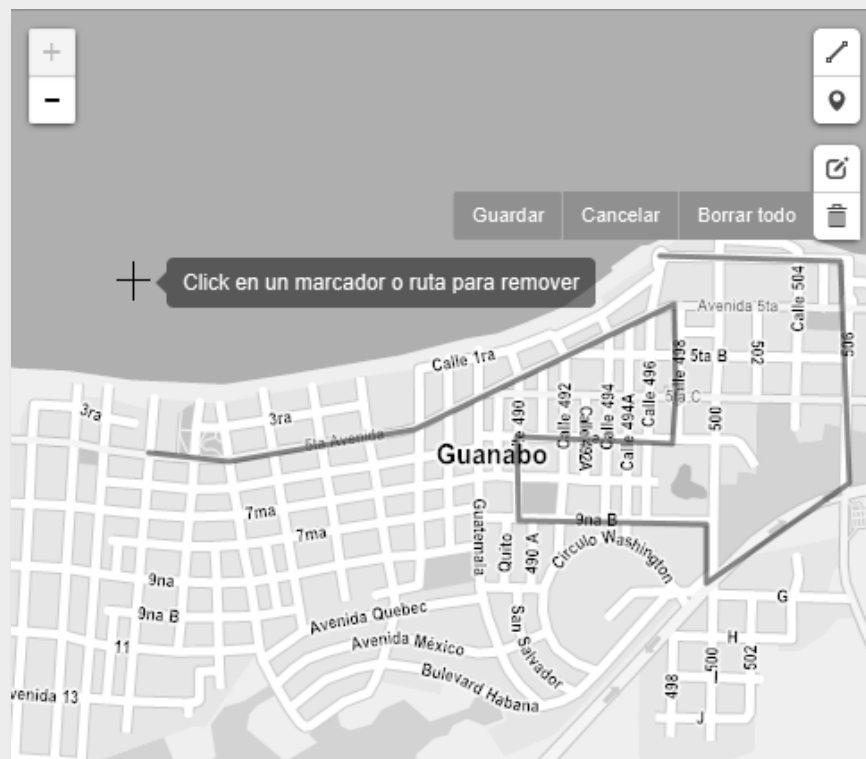 +
-
Guardar
Cancelar
Borrar todo
Click en un marcador o ruta para remover
Calle 504
Avenida 5ta
Calle 1ra
5ta B
502
506
Calle 498
3ra
3ra
Calle 492
Calle 494
Calle 496
5ta C
490
Calle 494A
500
5ta Avenida
Guanabo
7ma
7ma
Guatemala
9na B
Quito
490 A
Circulo Washington
9na
9na B
Avenida Quebec
G
11
Avenida México
San Salvador
H
500
502
Bulevard Habana
498
I
venida 13
J